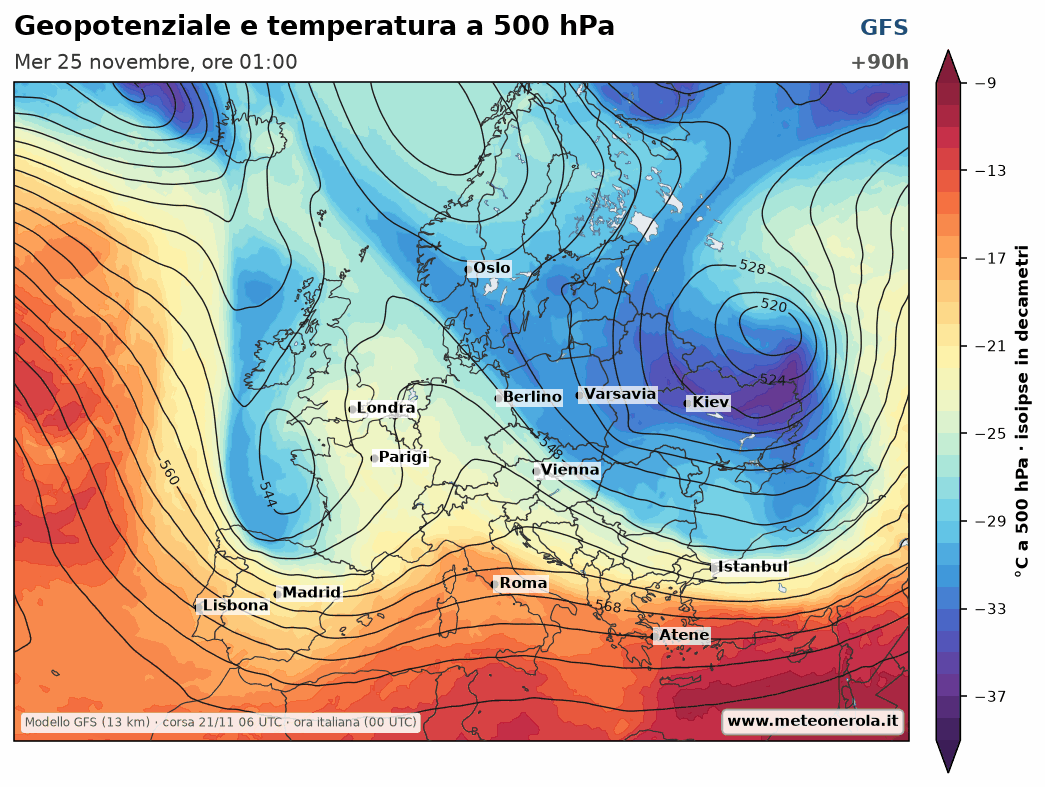 Geopotenziale e temperatura a 500 hPa
GFS
Mer 25 novembre, ore 01:00
+90h
−9
−13
−17
−21
−25
−29
−33
−37
°C a 500 hPa · isoipse in decametri
528
520
524
Oslo
Berlino
Varsavia
Kiev
Londra
548
Parigi
Vienna
560
544
Istanbul
Roma
Madrid
Lisbona
568
Atene
Modello GFS (13 km) · corsa 21/11 06 UTC · ora italiana (00 UTC)
www.meteonerola.it